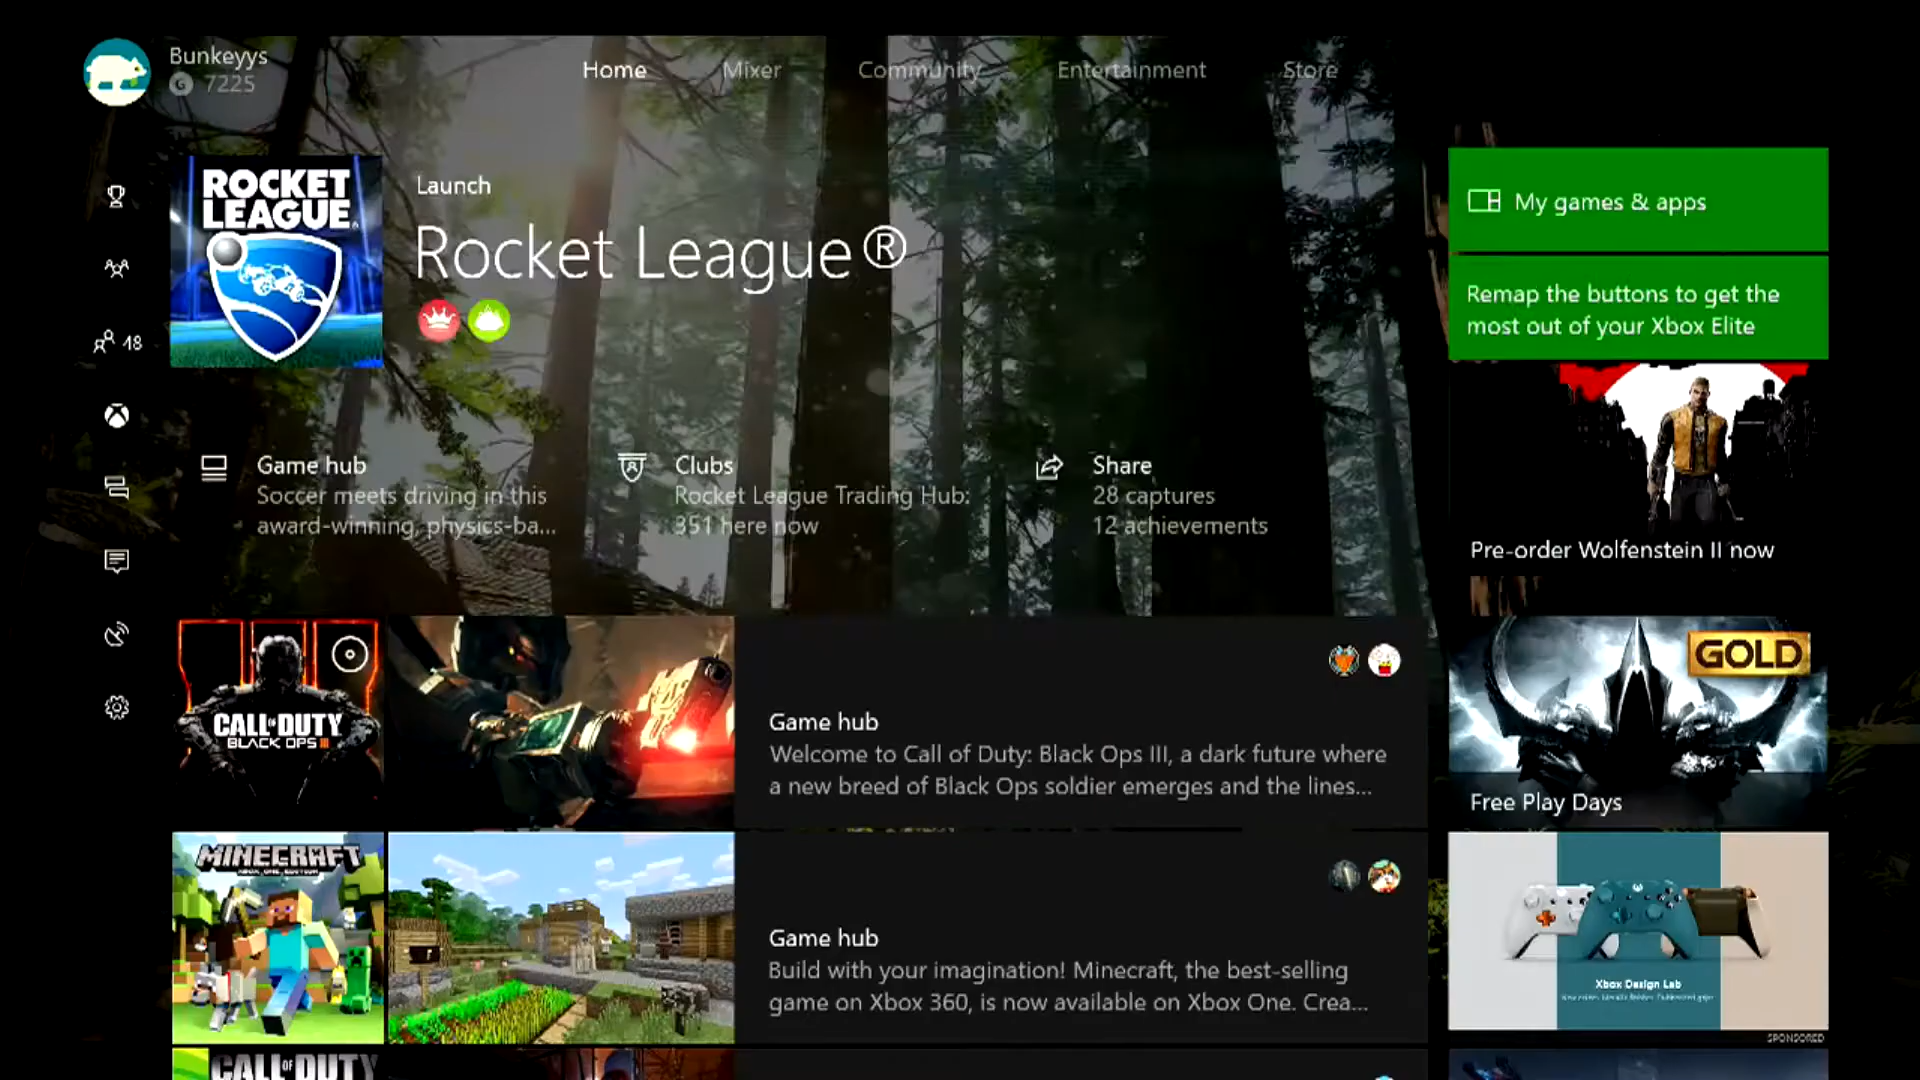 Bunkeyys
G 7225
Home
Mixer
Community
Entertainment
Store
ROCKET
LEAGUE®
Launch
Rocket League®
My games & apps
Remap the buttons to get the
most out of your Xbox Elite
48
Game hub
Soccer meets driving in this
award-winning, physics-ba...
Clubs
Rocket League Trading Hub:
351 here now
Share
28 captures
12 achievements
Pre-order Wolfenstein II now
CALL OF DUTY
BLACK OPS III
Game hub
Welcome to Call of Duty: Black Ops III, a dark future where
a new breed of Black Ops soldier emerges and the lines...
GOLD
Free Play Days
MINECRAFT
XBOX ONE EDITION
Game hub
Build with your imagination! Minecraft, the best-selling
game on Xbox 360, is now available on Xbox One. Crea...
Xbox Design Lab
SPONSORED
CALL OF DUTY